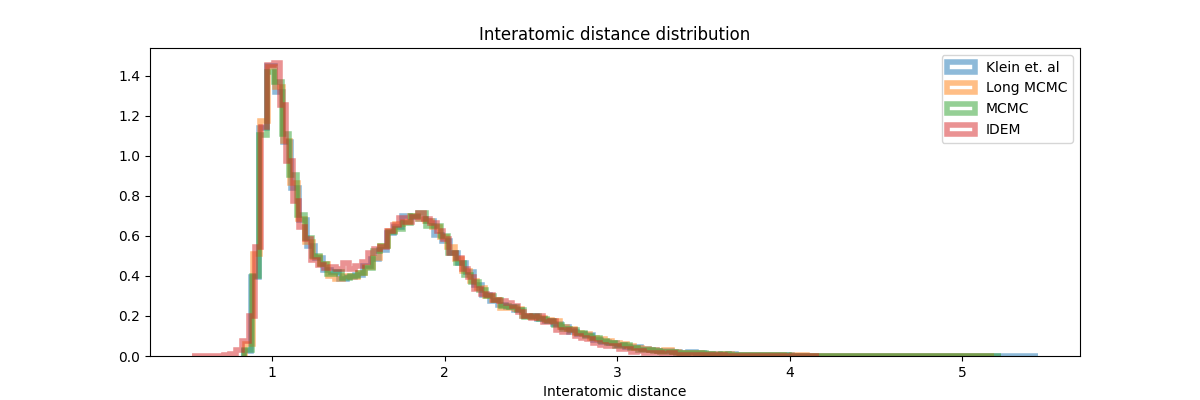 Interatomic distance distribution
Klein et. al
Long MCMC
MCMC
IDEM
1.4
1.2
1.0
0.8
0.6
0.4
0.2
0.0
1 2 3 4 5
Interatomic distance